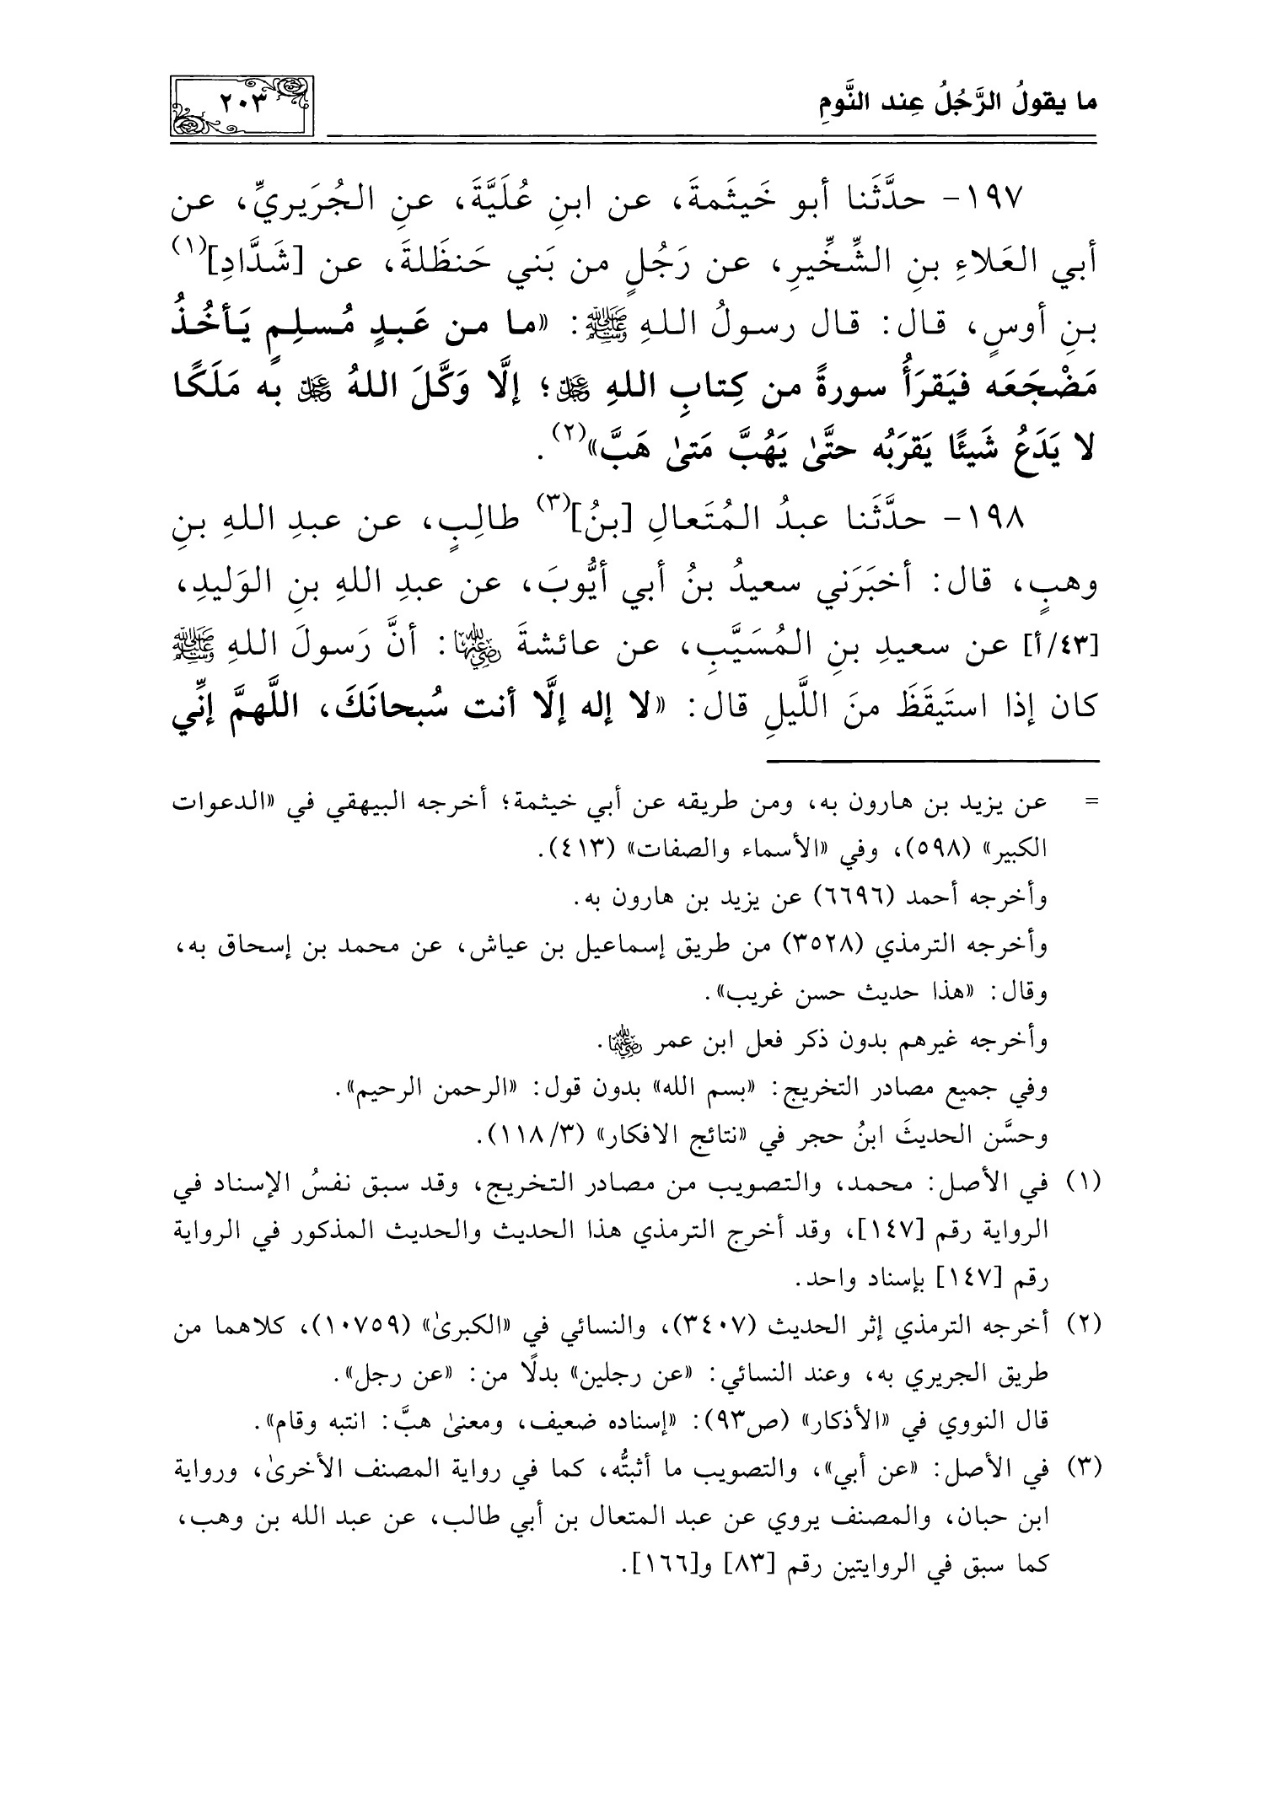 ما يقولُ الرَّجُلُ عِند النَّومِ
٢٠٣
١٩٧- حدَّثَنا أبو خَيثَمةَ، عن ابنِ عُلَيَّةَ، عنِ الجُرَيريِّ، عن
أبي العَلاءِ بنِ الشِّخِّيرِ، عن رَجُلٍ من بَني حَنظَلةَ، عن [شَدَّادِ](١)
بنِ أوسٍ، قال: قال رسولُ اللهِ ﷺ: «ما من عَبدٍ مُسلِمٍ يَأخُذُ
مَضْجَعَه فيَقرَأُ سورةً من كِتابِ اللهِ ﷿؛ إلَّا وَكَّلَ اللهُ ﷿ به مَلَكًا
لا يَدَعُ شَيئًا يَقرَبُه حتَّىٰ يَهُبَّ مَتىٰ هَبَّ»(٢).
١٩٨- حدَّثَنا عبدُ المُتَعالِ [بنُ](٣) طالِبٍ، عن عبدِ اللهِ بنِ
وهبٍ، قال: أخبَرَني سعيدُ بنُ أبي أيُّوبَ، عن عبدِ اللهِ بنِ الوَليدِ،
[٤٣/أ] عن سعيدِ بنِ المُسَيَّبِ، عن عائشةَ رضي الله عنها: أنَّ رَسولَ اللهِ ﷺ
كان إذا استَيقَظَ منَ اللَّيلِ قال: «لا إله إلَّا أنت سُبحانَكَ، اللَّهمَّ إنِّي
= عن يزيد بن هارون به، ومن طريقه عن أبي خيثمة؛ أخرجه البيهقي في «الدعوات
الكبير» (٥٩٨)، وفي «الأسماء والصفات» (٤١٣).
وأخرجه أحمد (٦٦٩٦) عن يزيد بن هارون به.
وأخرجه الترمذي (٣٥٢٨) من طريق إسماعيل بن عياش، عن محمد بن إسحاق به،
وقال: «هذا حديث حسن غريب».
وأخرجه غيرهم بدون ذكر فعل ابن عمر رضي الله عنهما.
وفي جميع مصادر التخريج: «بسم الله» بدون قول: «الرحمن الرحيم».
وحسَّن الحديثَ ابنُ حجر في «نتائج الافكار» (١١٨/٣).
(١) في الأصل: محمد، والتصويب من مصادر التخريج، وقد سبق نفسُ الإسناد في
الرواية رقم [١٤٧]، وقد أخرج الترمذي هذا الحديث والحديث المذكور في الرواية
رقم [١٤٧] بإسناد واحد.
(٢) أخرجه الترمذي إثر الحديث (٣٤٠٧)، والنسائي في «الكبرىٰ» (١٠٧٥٩)، كلاهما من
طريق الجريري به، وعند النسائي: «عن رجلين» بدلًا من: «عن رجل».
قال النووي في «الأذكار» (ص٩٣): «إسناده ضعيف، ومعنىٰ هبَّ: انتبه وقام».
(٣) في الأصل: «عن أبي»، والتصويب ما أثبتُّه، كما في رواية المصنف الأخرىٰ، ورواية
ابن حبان، والمصنف يروي عن عبد المتعال بن أبي طالب، عن عبد الله بن وهب،
كما سبق في الروايتين رقم [٨٣] و[١٦٦].